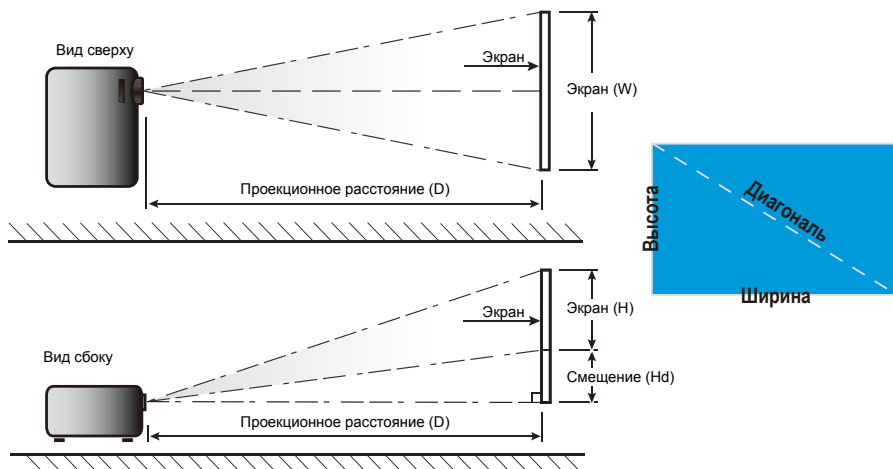 Вид сверху
Экран
Экран (W)
Проекционное расстояние (D)
Высота
Диагональ
Ширина
Вид сбоку
Экран
Экран (H)
Смещение (Hd)
Проекционное расстояние (D)